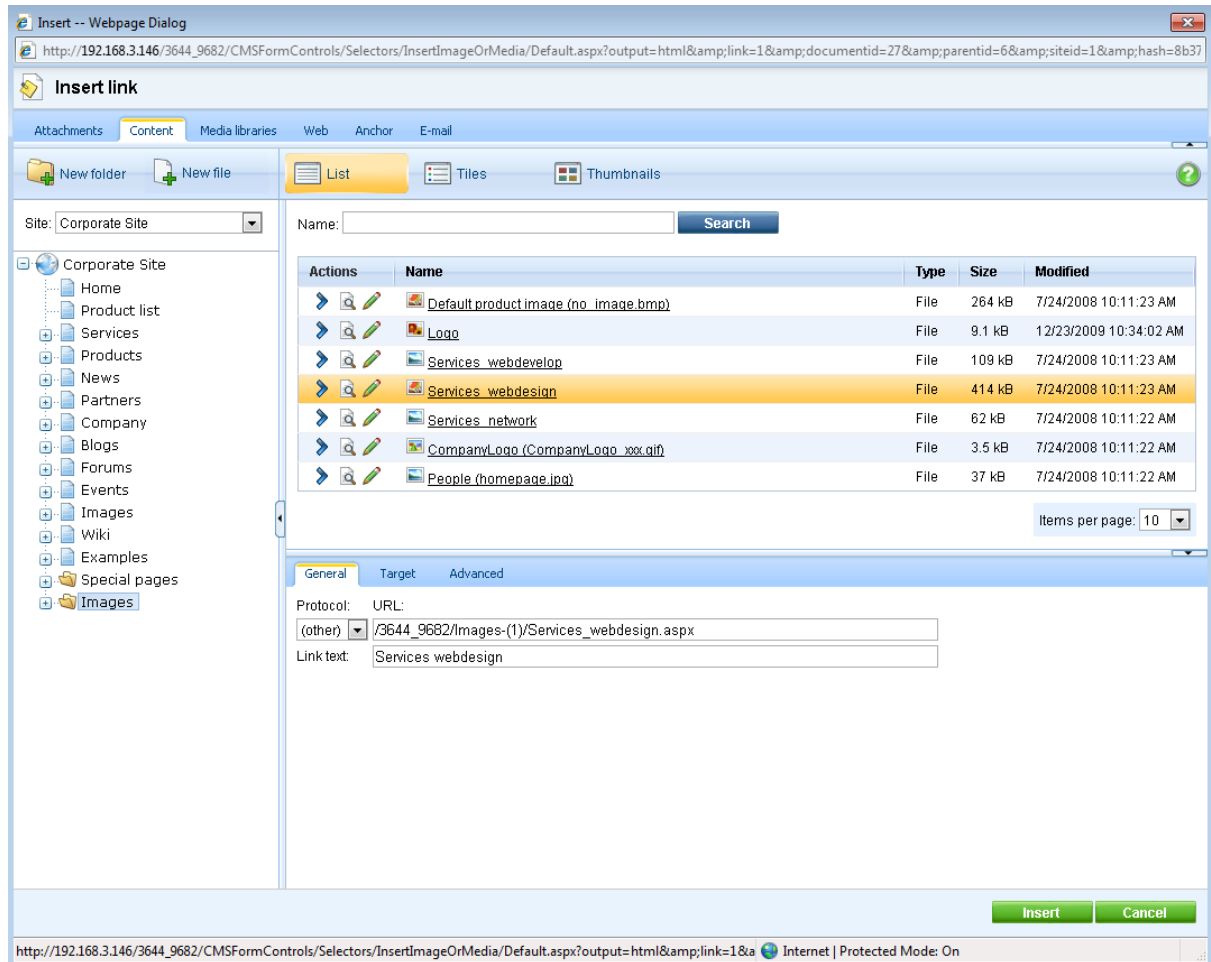 Insert -- Webpage Dialog
http://192.168.3.146/3644_9682/CMSFormControls/Selectors/InsertImageOrMedia/Default.aspx?output=html&amp;link=1&amp;documentid=27&amp;parentid=6&amp;siteid=1&amp;hash=8b37
Insert link
Attachments Content Media libraries Web Anchor E-mail
New folder New file List Tiles Thumbnails
Site: Corporate Site
Name: Search
Corporate Site
Home
Product list
Services
Products
News
Partners
Company
Blogs
Forums
Events
Images
Wiki
Examples
Special pages
Images
Actions Name Type Size Modified
Default product image (no_image.bmp) File 264 kB 7/24/2008 10:11:23 AM
Logo File 9.1 kB 12/23/2009 10:34:02 AM
Services_webdevelop File 109 kB 7/24/2008 10:11:23 AM
Services_webdesign File 414 kB 7/24/2008 10:11:23 AM
Services_network File 62 kB 7/24/2008 10:11:22 AM
CompanyLogo (CompanyLogo_xxx.gif) File 3.5 kB 7/24/2008 10:11:22 AM
People (homepage.jpg) File 37 kB 7/24/2008 10:11:22 AM
Items per page: 10
General Target Advanced
Protocol: URL:
(other) /3644_9682/Images-(1)/Services_webdesign.aspx
Link text: Services webdesign
Insert Cancel
http://192.168.3.146/3644_9682/CMSFormControls/Selectors/InsertImageOrMedia/Default.aspx?output=html&amp;link=1&a Internet | Protected Mode: On